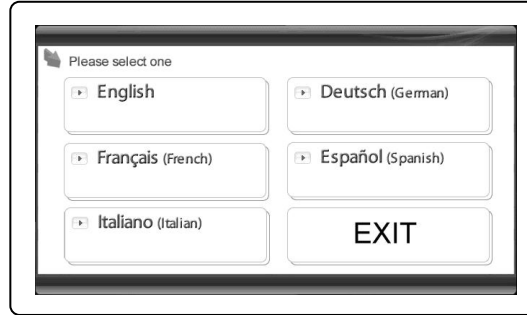 Please select one
English
Deutsch (German)
Français (French)
Español (Spanish)
Italiano (Italian)
EXIT